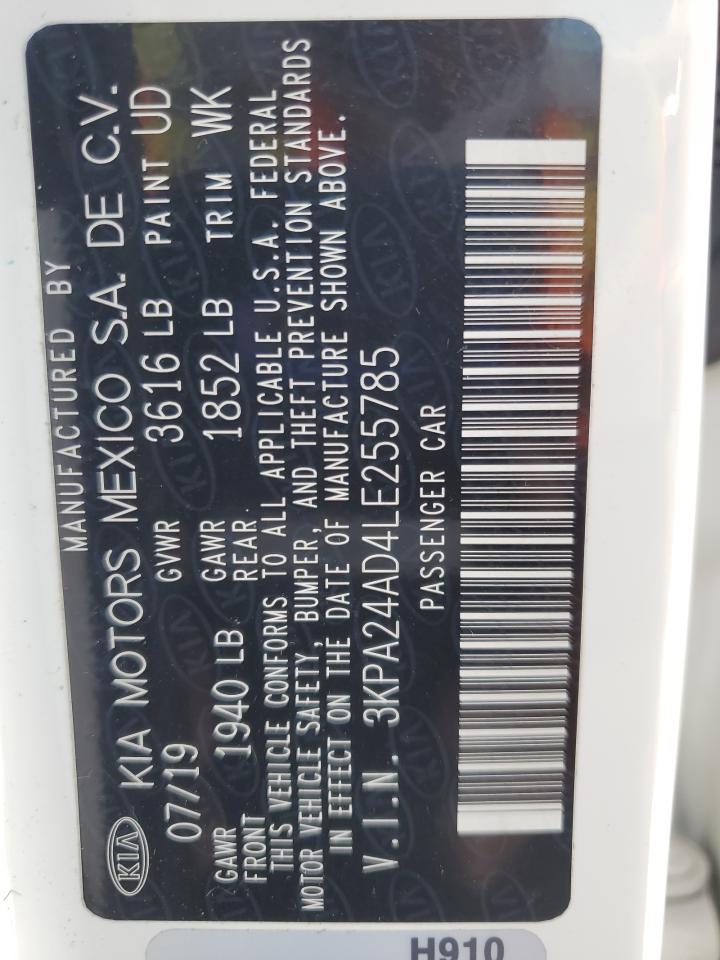 MANUFACTURED BY
KIA KIA MOTORS MEXICO S.A. DE C.V.
07/19 GVWR 3616 LB PAINT UD
GAWR FRONT 1940 LB GAWR REAR 1852 LB TRIM WK
THIS VEHICLE CONFORMS TO ALL APPLICABLE U.S.A. FEDERAL
MOTOR VEHICLE SAFETY, BUMPER, AND THEFT PREVENTION STANDARDS
IN EFFECT ON THE DATE OF MANUFACTURE SHOWN ABOVE.
V.I.N. 3KPA24AD4LE255785
PASSENGER CAR
H910